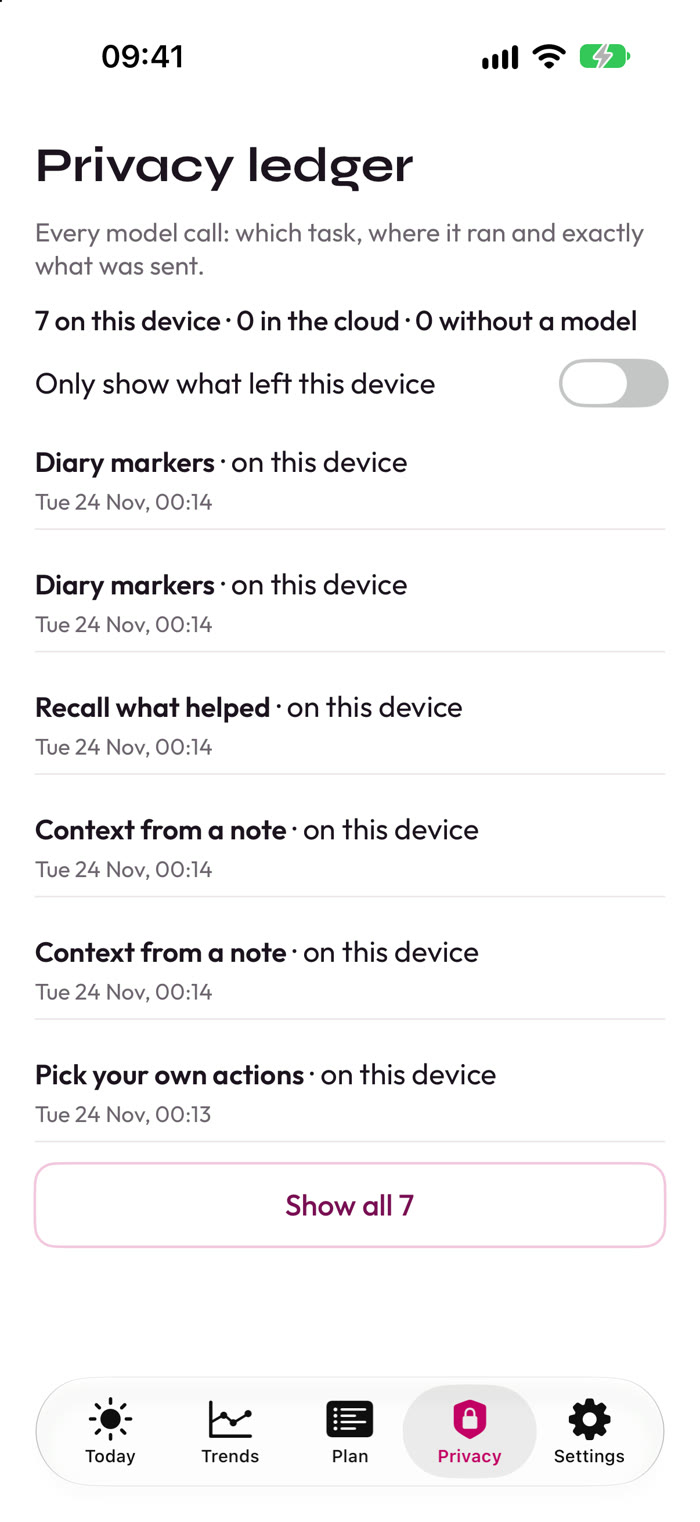 09:41
Privacy ledger
Every model call: which task, where it ran and exactly
what was sent.
7 on this device · 0 in the cloud · 0 without a model
Only show what left this device
Diary markers · on this device
Tue 24 Nov, 00:14
Diary markers · on this device
Tue 24 Nov, 00:14
Recall what helped · on this device
Tue 24 Nov, 00:14
Context from a note · on this device
Tue 24 Nov, 00:14
Context from a note · on this device
Tue 24 Nov, 00:14
Pick your own actions · on this device
Tue 24 Nov, 00:13
Show all 7
Today Trends Plan Privacy Settings